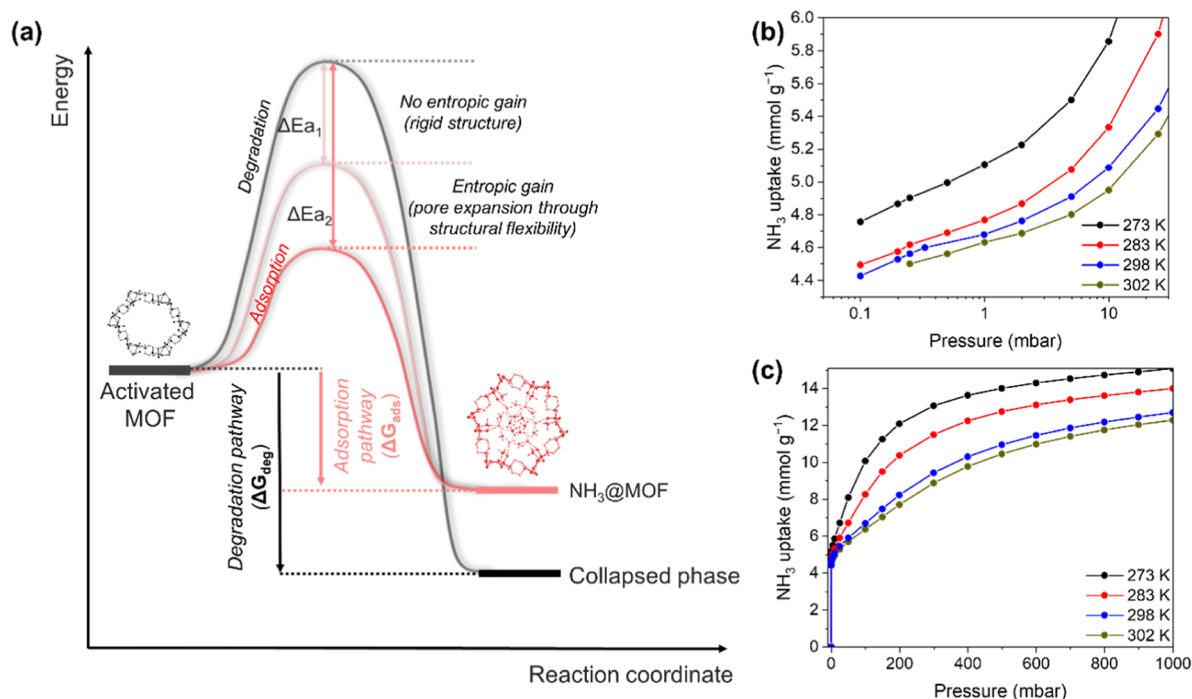 (a)
Energy
Degradation
Adsorption
ΔEa₁
ΔEa₂
No entropic gain
(rigid structure)
Entropic gain
(pore expansion through
structural flexibility)
Activated
MOF
Degradation pathway
(ΔG_deg)
Adsorption
pathway
(ΔG_ads)
NH₃@MOF
Collapsed phase
Reaction coordinate
(b)
NH₃ uptake (mmol g⁻¹)
6.0
5.8
5.6
5.4
5.2
5.0
4.8
4.6
4.4
273 K
283 K
298 K
302 K
0.1
1
10
Pressure (mbar)
(c)
NH₃ uptake (mmol g⁻¹)
14
12
10
8
6
4
2
0
273 K
283 K
298 K
302 K
0 200 400 600 800 1000
Pressure (mbar)